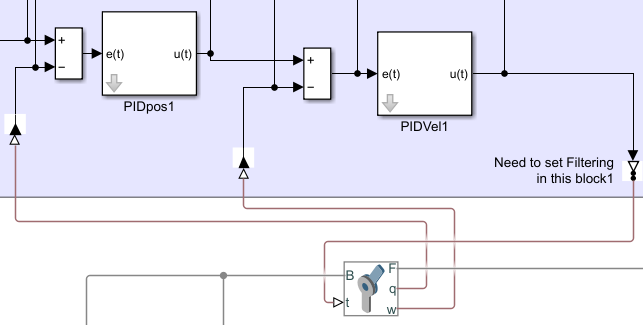 +
−
e(t)
u(t)
PIDpos1
+
−
e(t)
u(t)
PIDVel1
Need to set Filtering
in this block1
B
F
q
t
w